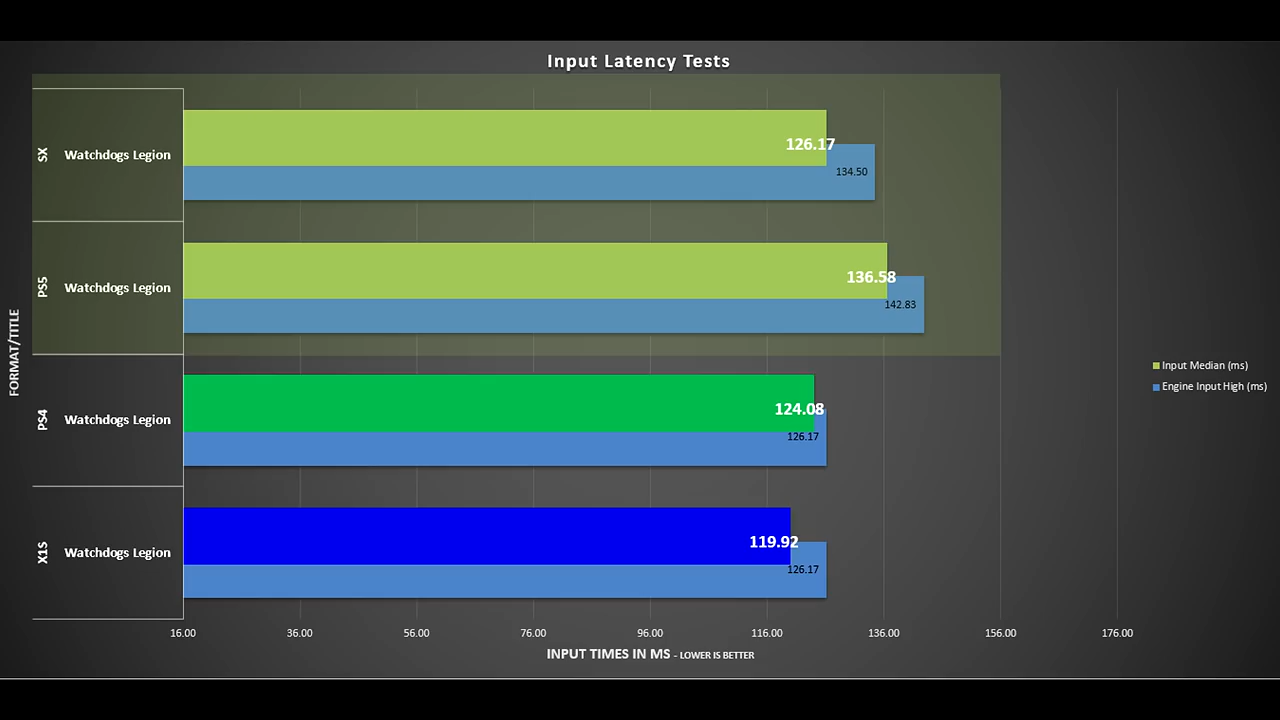 Input Latency Tests
FORMAT/TITLE
SX
Watchdogs Legion
126.17
134.50
PS5
Watchdogs Legion
136.58
142.83
PS4
Watchdogs Legion
124.08
126.17
X1S
Watchdogs Legion
119.92
126.17
Input Median (ms)
Engine Input High (ms)
16.00 36.00 56.00 76.00 96.00 116.00 136.00 156.00 176.00
INPUT TIMES IN MS - LOWER IS BETTER